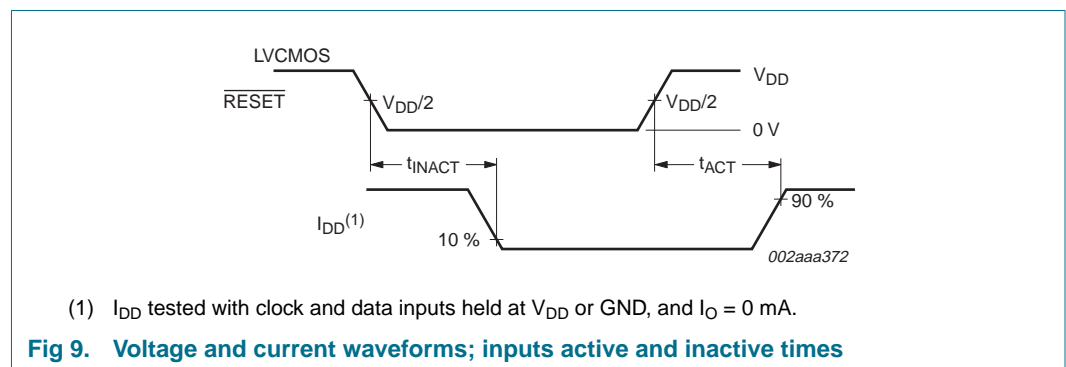 LVCMOS
RESET
VDD/2
VDD/2
VDD
0 V
tINACT
tACT
IDD(1)
10 %
90 %
002aaa372
(1) IDD tested with clock and data inputs held at VDD or GND, and IO = 0 mA.
Fig 9. Voltage and current waveforms; inputs active and inactive times